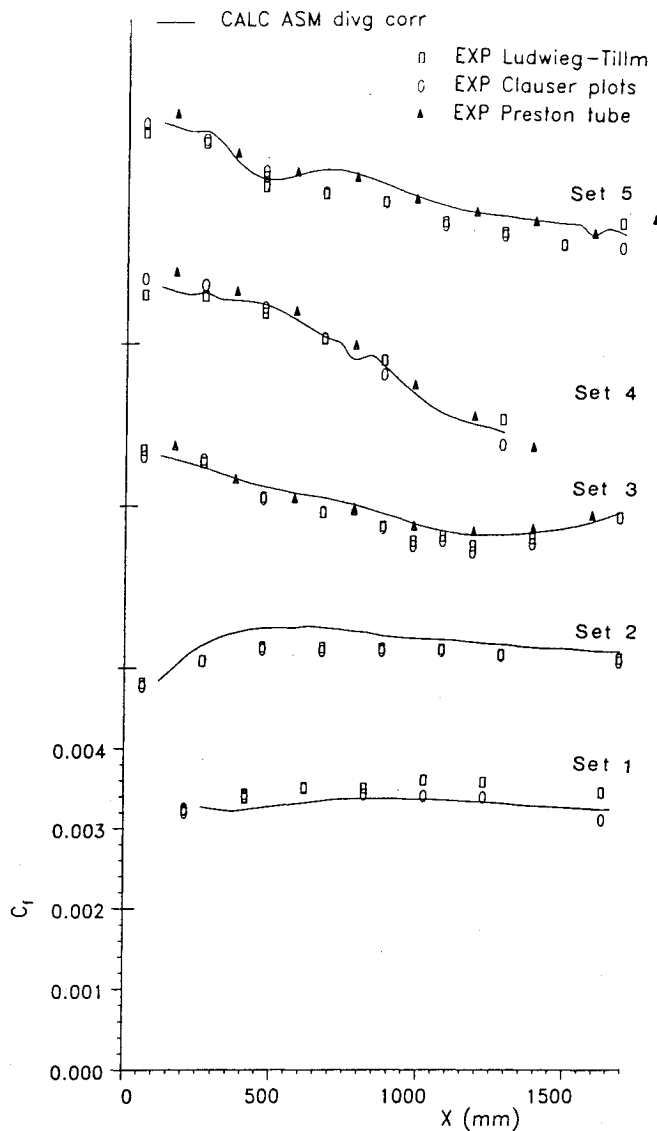 CALC ASM divg corr
EXP Ludwieg-Tillm
EXP Clauser plots
EXP Preston tube
Set 5
Set 4
Set 3
Set 2
Set 1
0.004
0.003
0.002
0.001
0.000
Cf
0 500 1000 1500
X (mm)